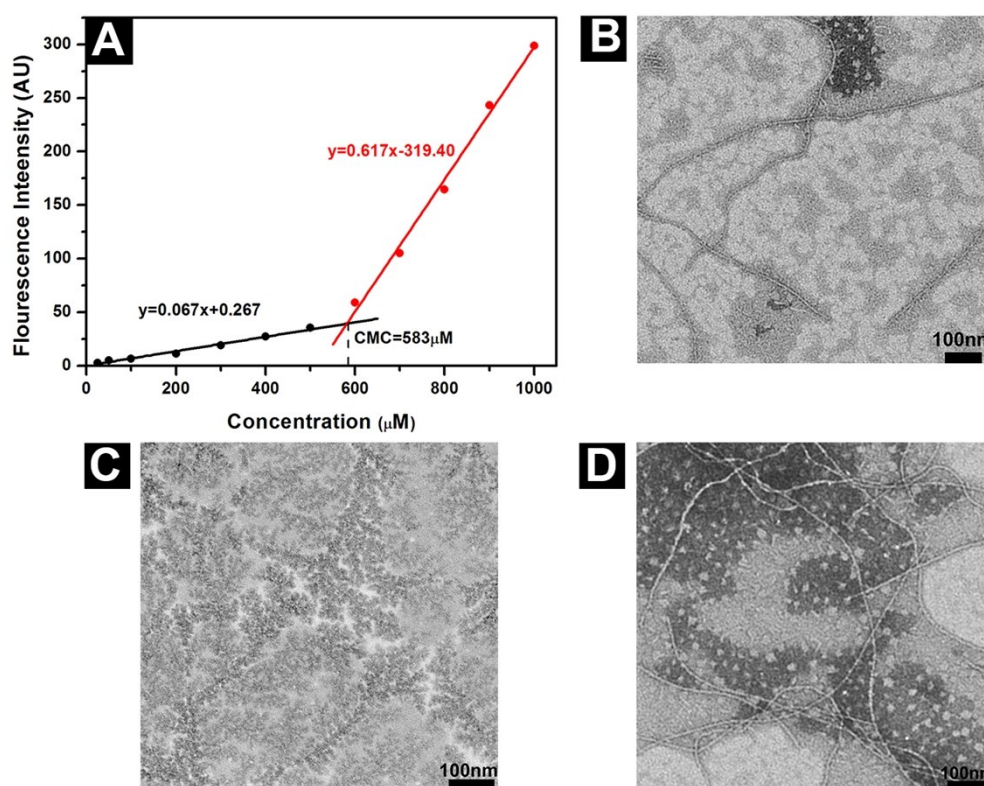 A
Flourescence Inteensity (AU)
300
250
200
150
100
50
0
y=0.617x-319.40
y=0.067x+0.267
CMC=583μM
0 200 400 600 800 1000
Concentration (μM)
B
100nm
C
100nm
D
100nm